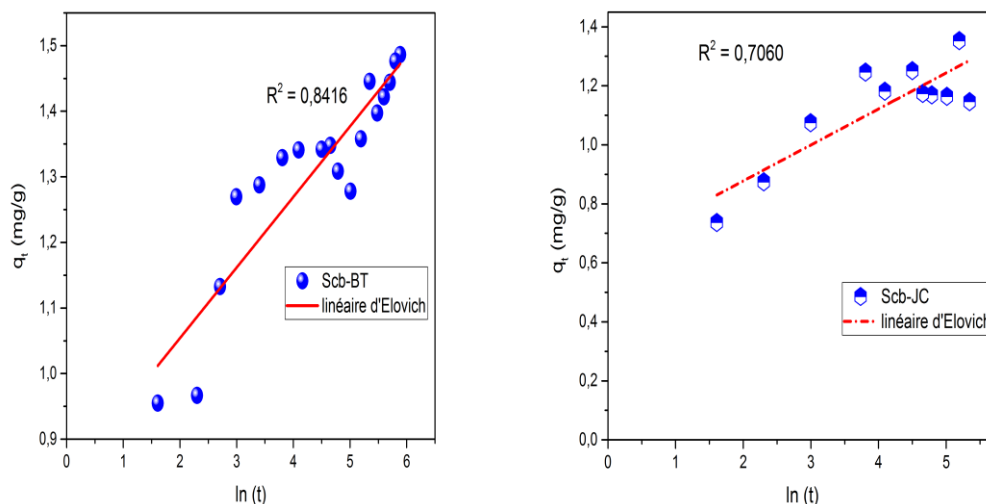 1,5
1,4
1,3
1,2
1,1
1,0
0,9
qt (mg/g)
R² = 0,8416
Scb-BT
linéaire d'Elovich
0 1 2 3 4 5 6
ln (t)
1,4
1,2
1,0
0,8
0,6
0,4
0,2
0,0
qt (mg/g)
R² = 0,7060
Scb-JC
linéaire d'Elovich
0 1 2 3 4 5
ln (t)